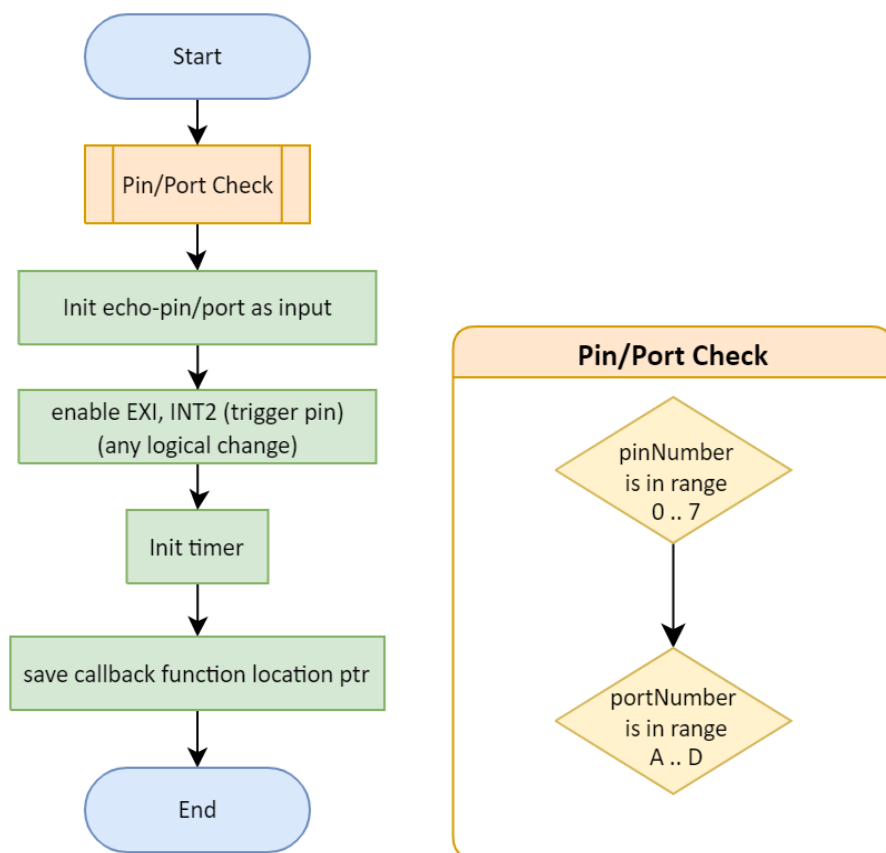 Start
Pin/Port Check
Init echo-pin/port as input
enable EXI, INT2 (trigger pin)
(any logical change)
Init timer
save callback function location ptr
End
Pin/Port Check
pinNumber
is in range
0 .. 7
portNumber
is in range
A .. D